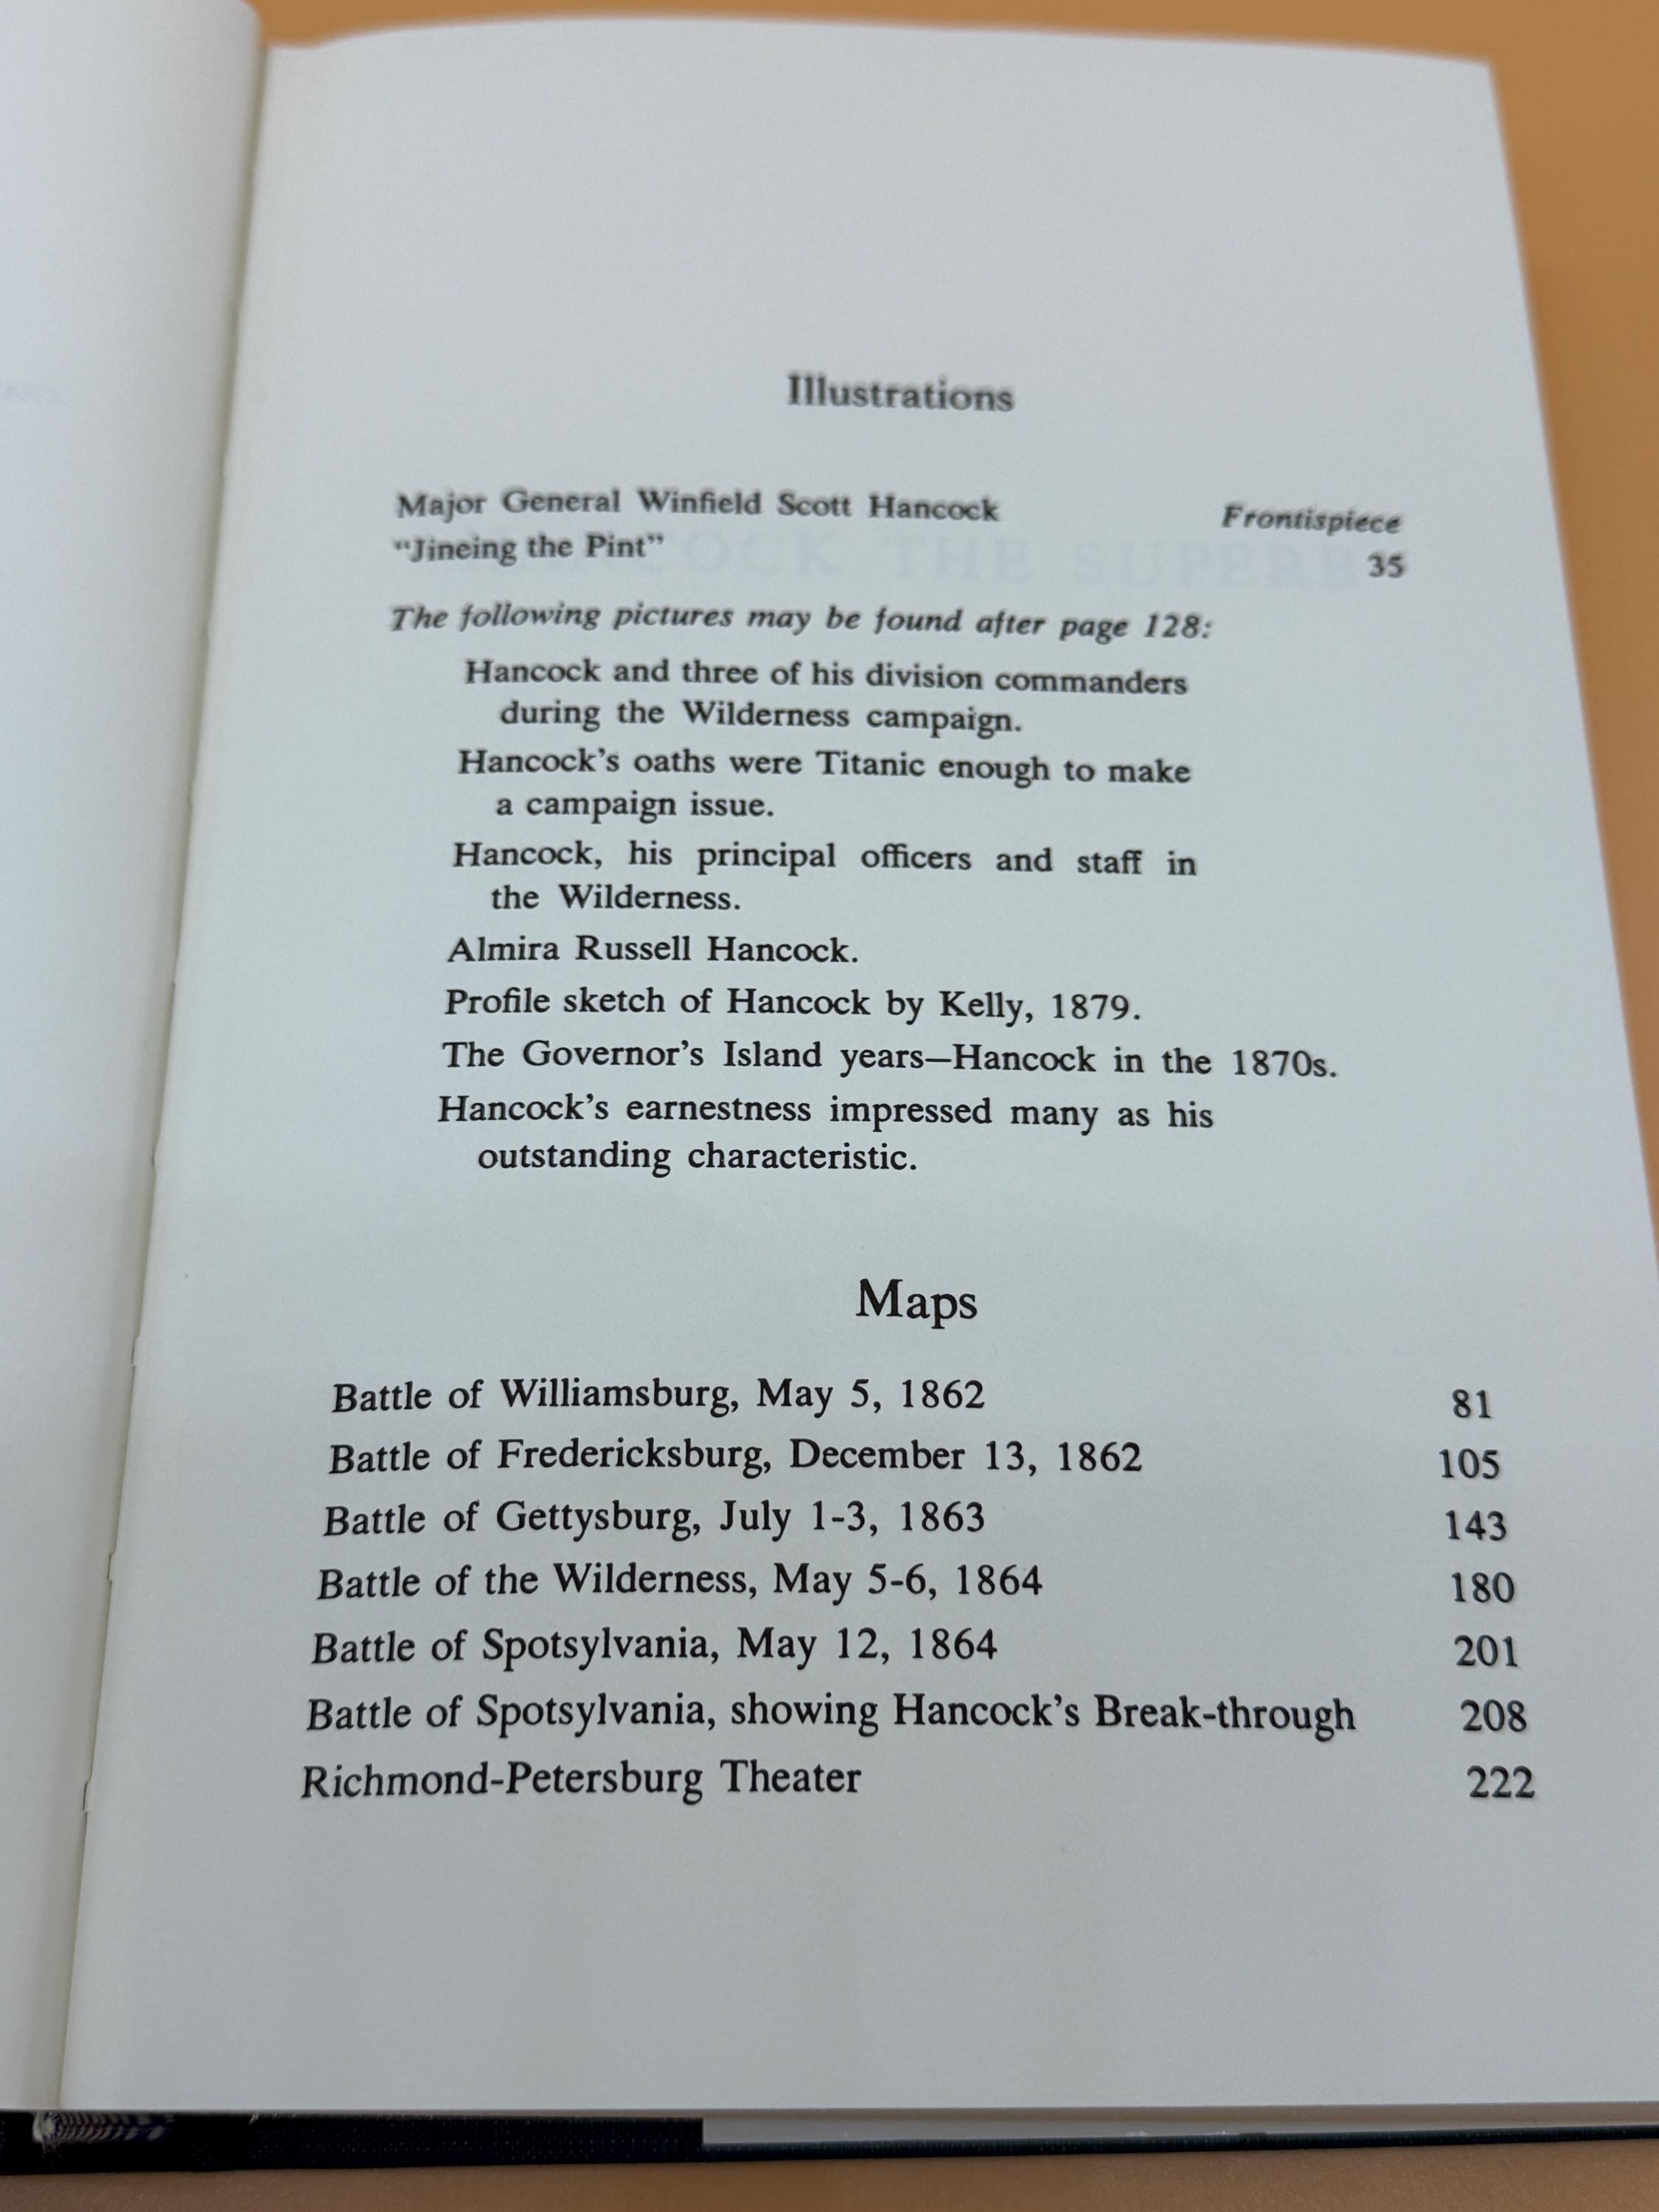 Illustrations
Major General Winfield Scott Hancock Frontispiece
“Jineing the Pint” 35
The following pictures may be found after page 128:
Hancock and three of his division commanders
during the Wilderness campaign.
Hancock’s oaths were Titanic enough to make
a campaign issue.
Hancock, his principal officers and staff in
the Wilderness.
Almira Russell Hancock.
Profile sketch of Hancock by Kelly, 1879.
The Governor’s Island years—Hancock in the 1870s.
Hancock’s earnestness impressed many as his
outstanding characteristic.
Maps
Battle of Williamsburg, May 5, 1862 81
Battle of Fredericksburg, December 13, 1862 105
Battle of Gettysburg, July 1-3, 1863 143
Battle of the Wilderness, May 5-6, 1864 180
Battle of Spotsylvania, May 12, 1864 201
Battle of Spotsylvania, showing Hancock’s Break-through 208
Richmond-Petersburg Theater 222